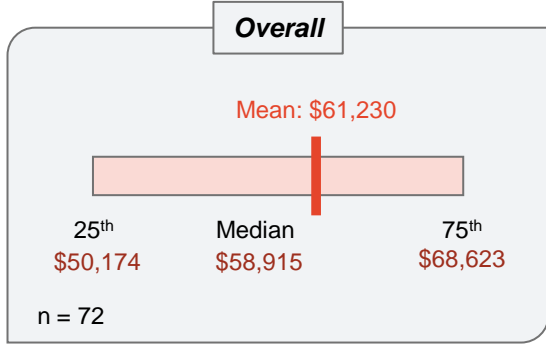 Overall
Mean: $61,230
25th Median 75th
$50,174 $58,915 $68,623
n = 72